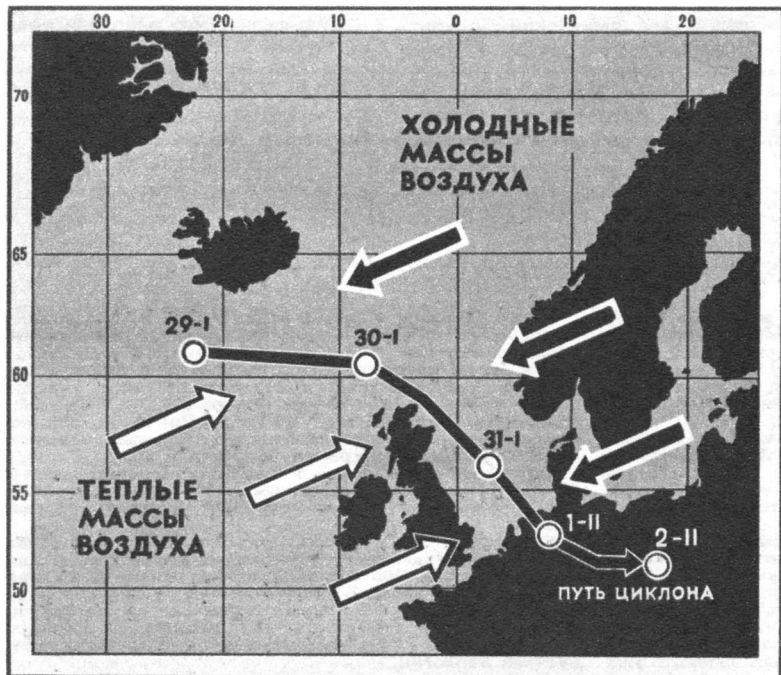 30 20 10 0 10 20
70
ХОЛОДНЫЕ
МАССЫ
ВОЗДУХА
65
29-I
30-I
60
31-I
55
ТЕПЛЫЕ
МАССЫ
ВОЗДУХА
1-II
2-II
50
ПУТЬ ЦИКЛОНА